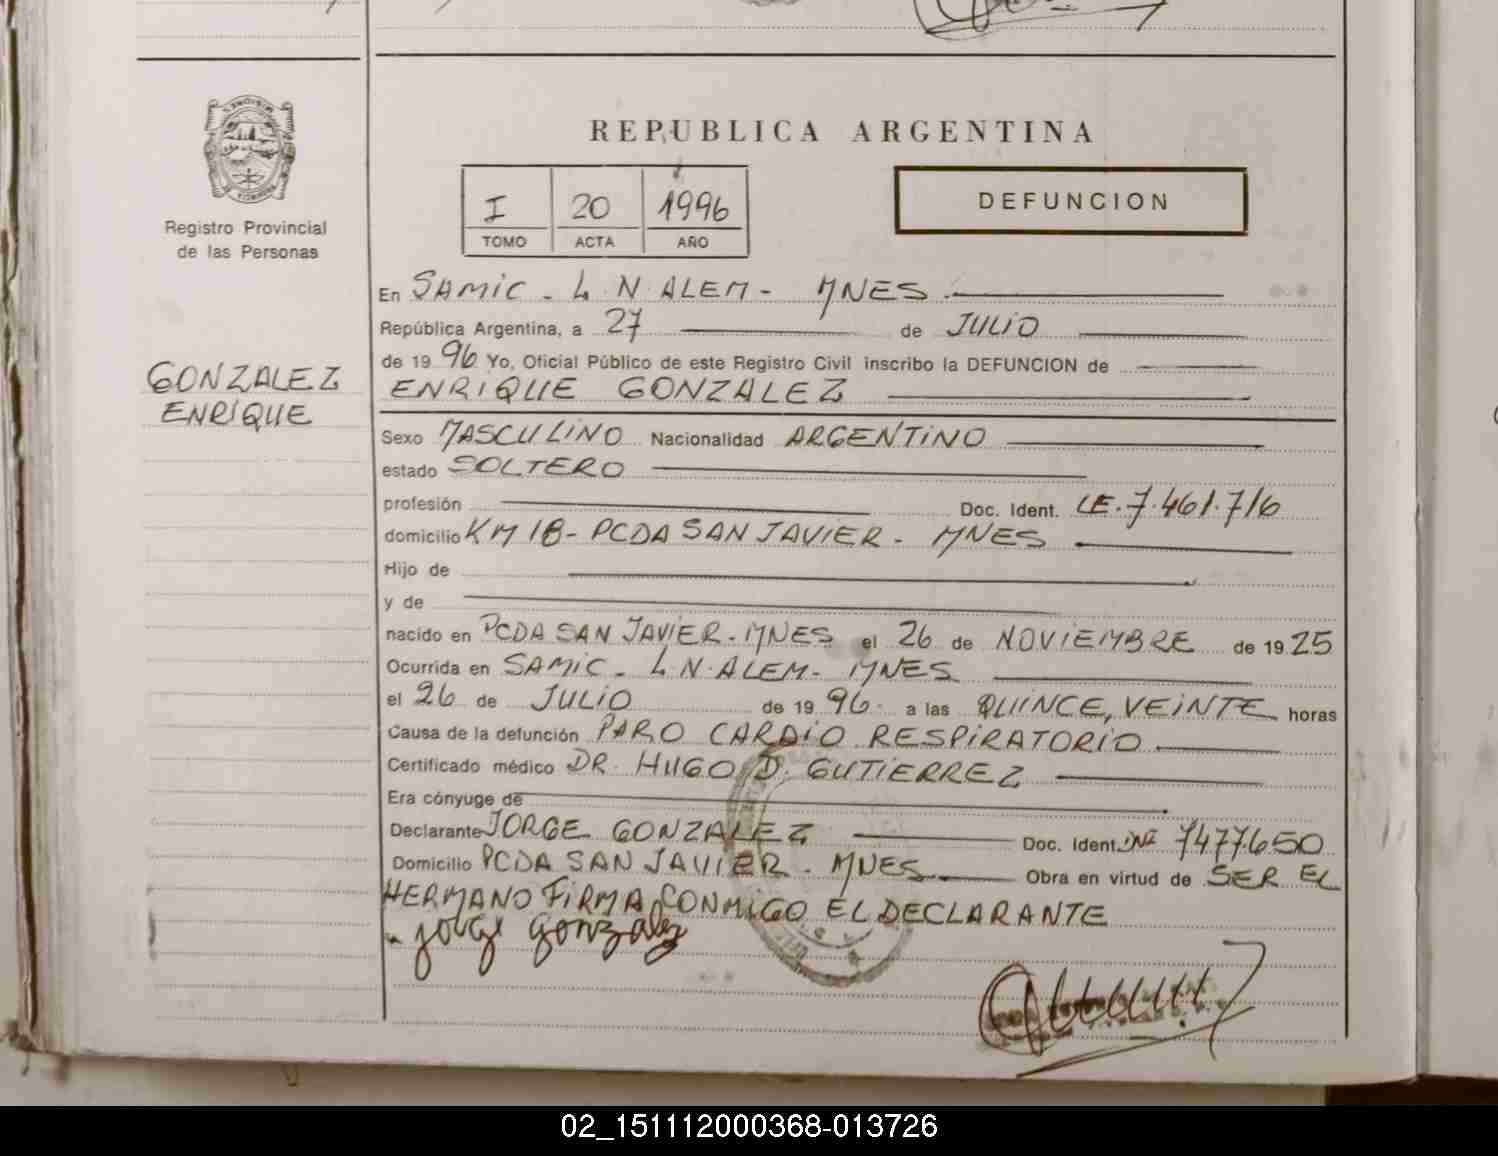 REPUBLICA ARGENTINA
I 20 1996
TOMO ACTA AÑO
DEFUNCION
Registro Provincial
de las Personas
GONZALEZ
ENRIQUE
En SAMIC - L N ALEM - MNES
República Argentina, a 27 de JULIO
de 19 96 Yo, Oficial Público de este Registro Civil inscribo la DEFUNCION de
ENRIQUE GONZALEZ
Sexo MASCULINO Nacionalidad ARGENTINO
estado SOLTERO
profesión Doc. Ident. LE. 7.461.716
domicilio KM 18 - PCDA SAN JAVIER - MNES
Hijo de
y de
nacido en PCDA SAN JAVIER - MNES el 26 de NOVIEMBRE de 19 25
Ocurrida en SAMIC - L.N. ALEM - MNES
el 26 de JULIO de 19 96 a las QUINCE, VEINTE horas
Causa de la defunción PARO CARDIO RESPIRATORIO
Certificado médico DR. HUGO D. GUTIERREZ
Era cónyuge de
Declarante JORGE GONZALEZ Doc. Ident. DNI 7477.650
Domicilio PCDA SAN JAVIER - MNES Obra en virtud de SER EL
HERMANO FIRMA CONMIGO EL DECLARANTE
jorge gonzalez
02_151112000368-013726